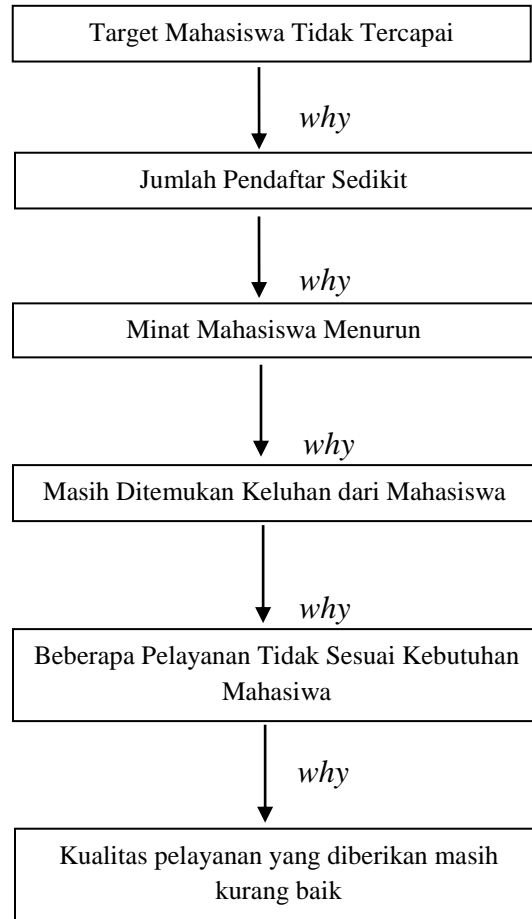 Target Mahasiswa Tidak Tercapai
why
Jumlah Pendaftar Sedikit
why
Minat Mahasiswa Menurun
why
Masih Ditemukan Keluhan dari Mahasiswa
why
Beberapa Pelayanan Tidak Sesuai Kebutuhan
Mahasiwa
why
Kualitas pelayanan yang diberikan masih
kurang baik